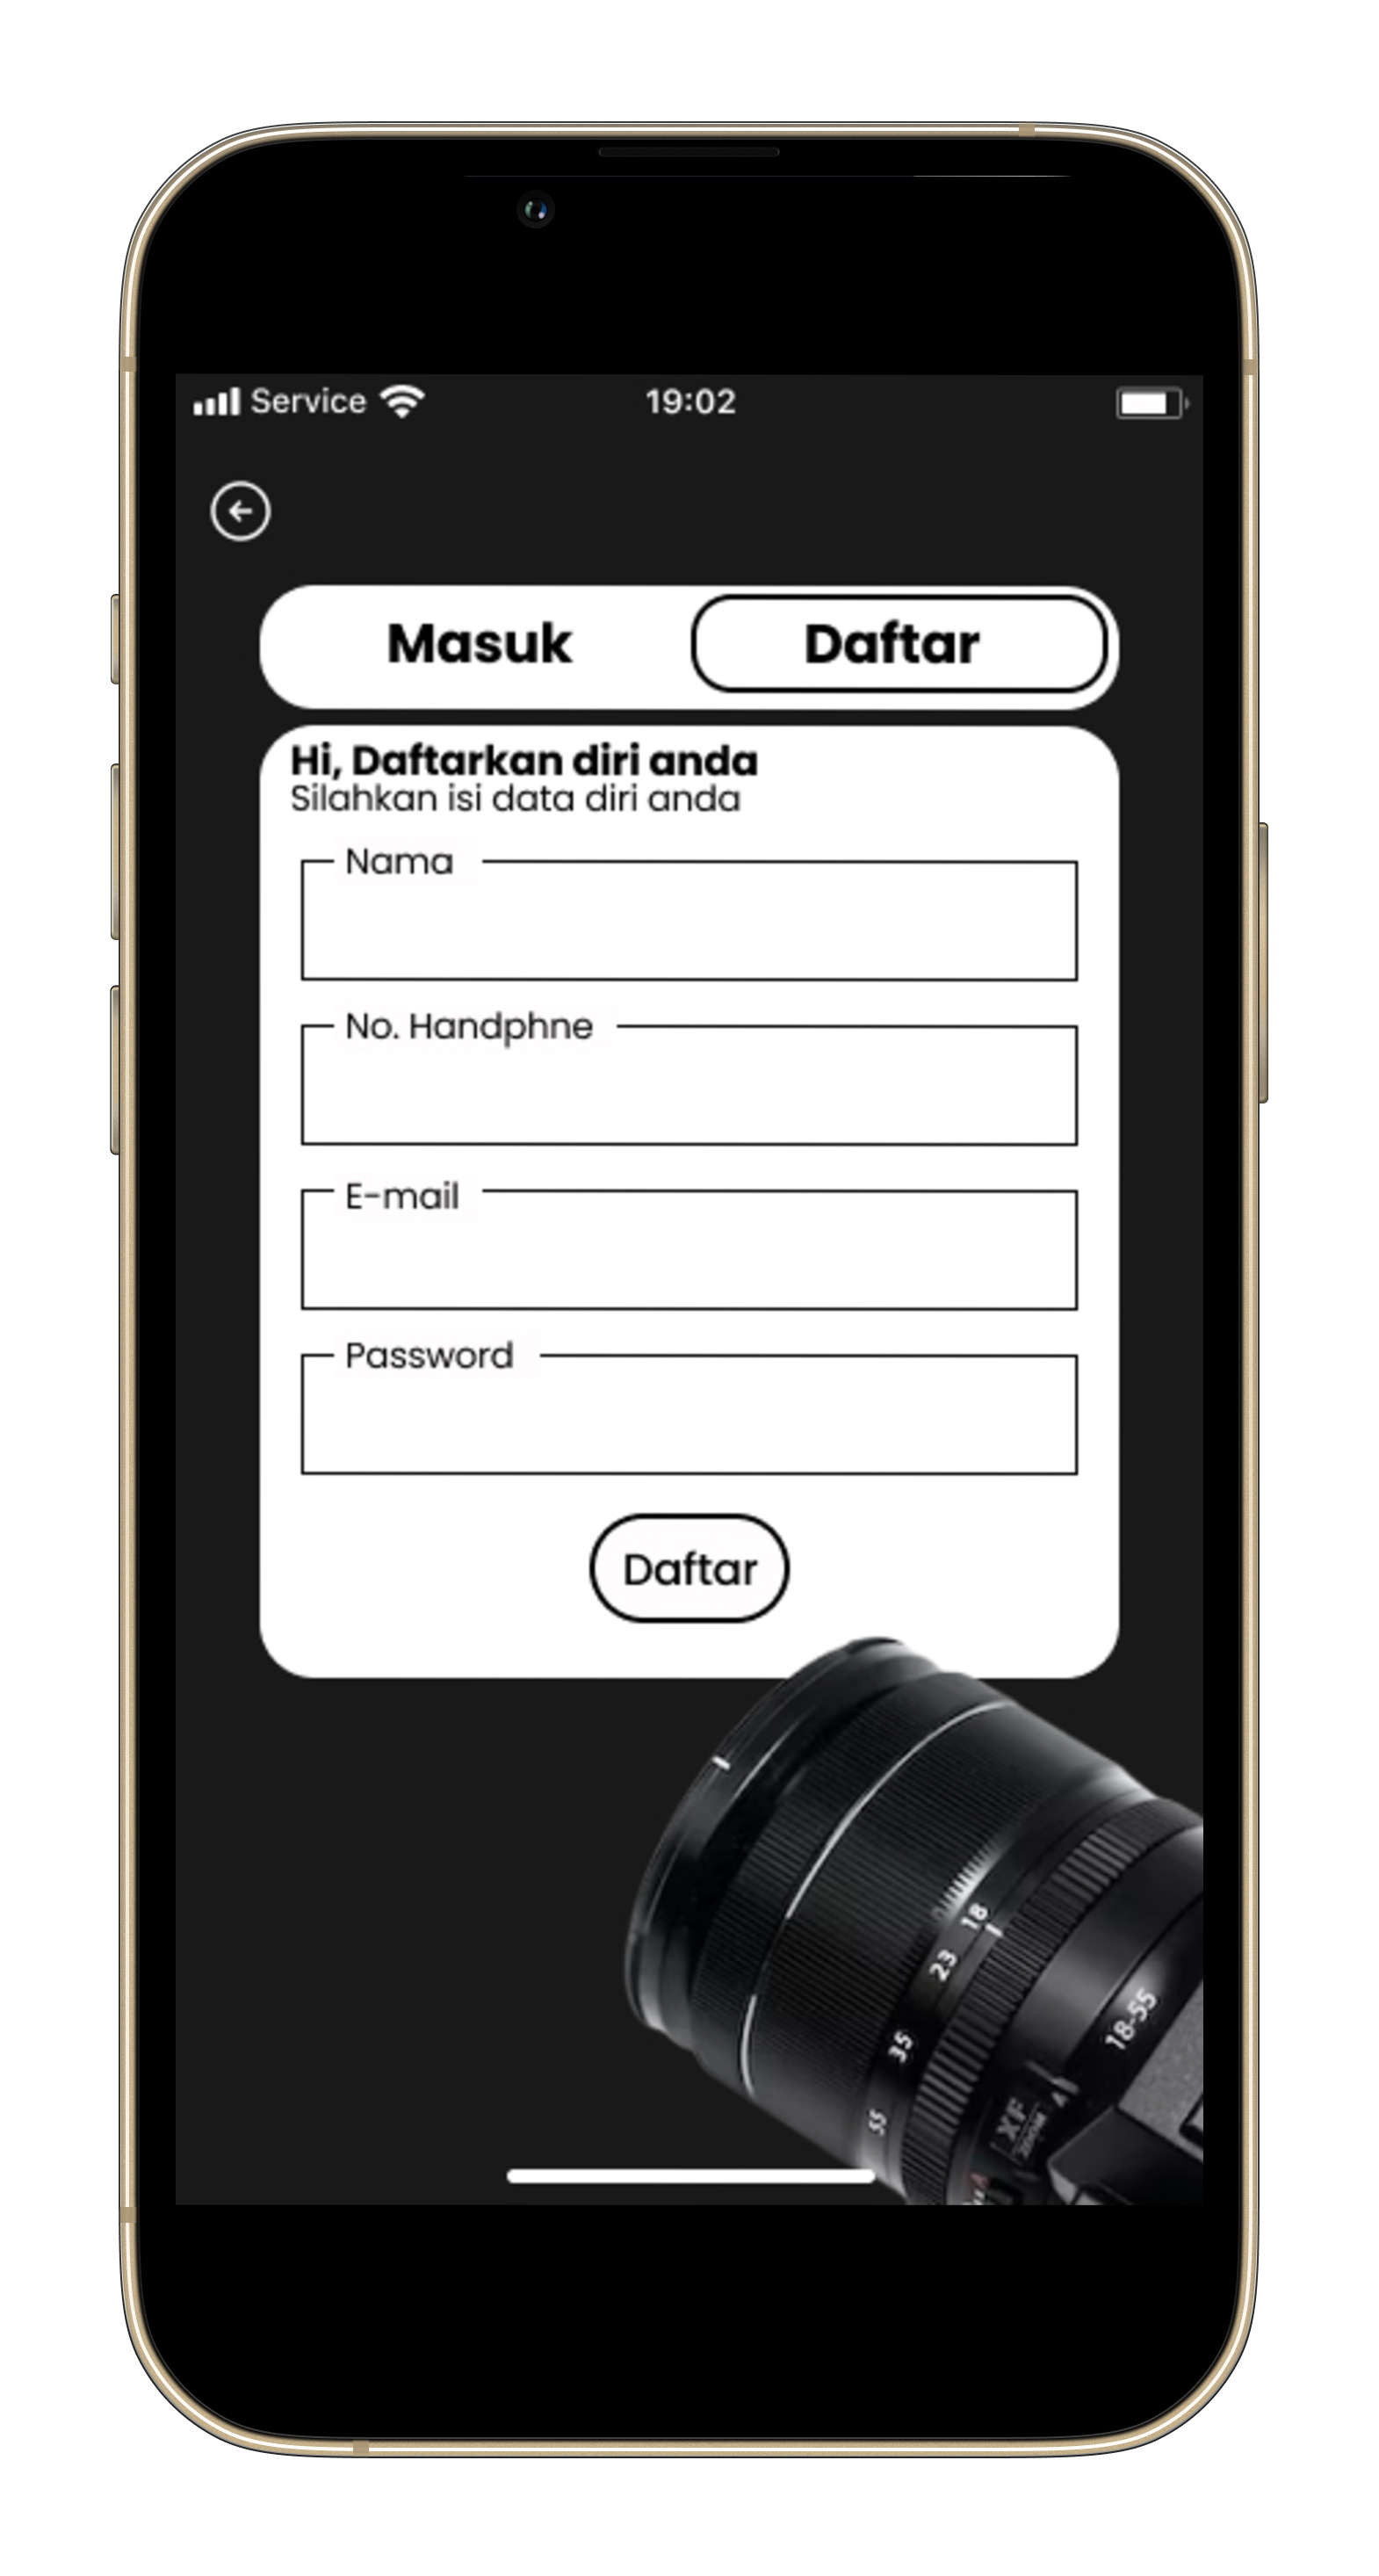 Service 19:02
Masuk Daftar
Hi, Daftarkan diri anda
Silahkan isi data diri anda
Nama
No. Handphne
E-mail
Password
Daftar
18
23
35
55
18-55
XF
ZOOM